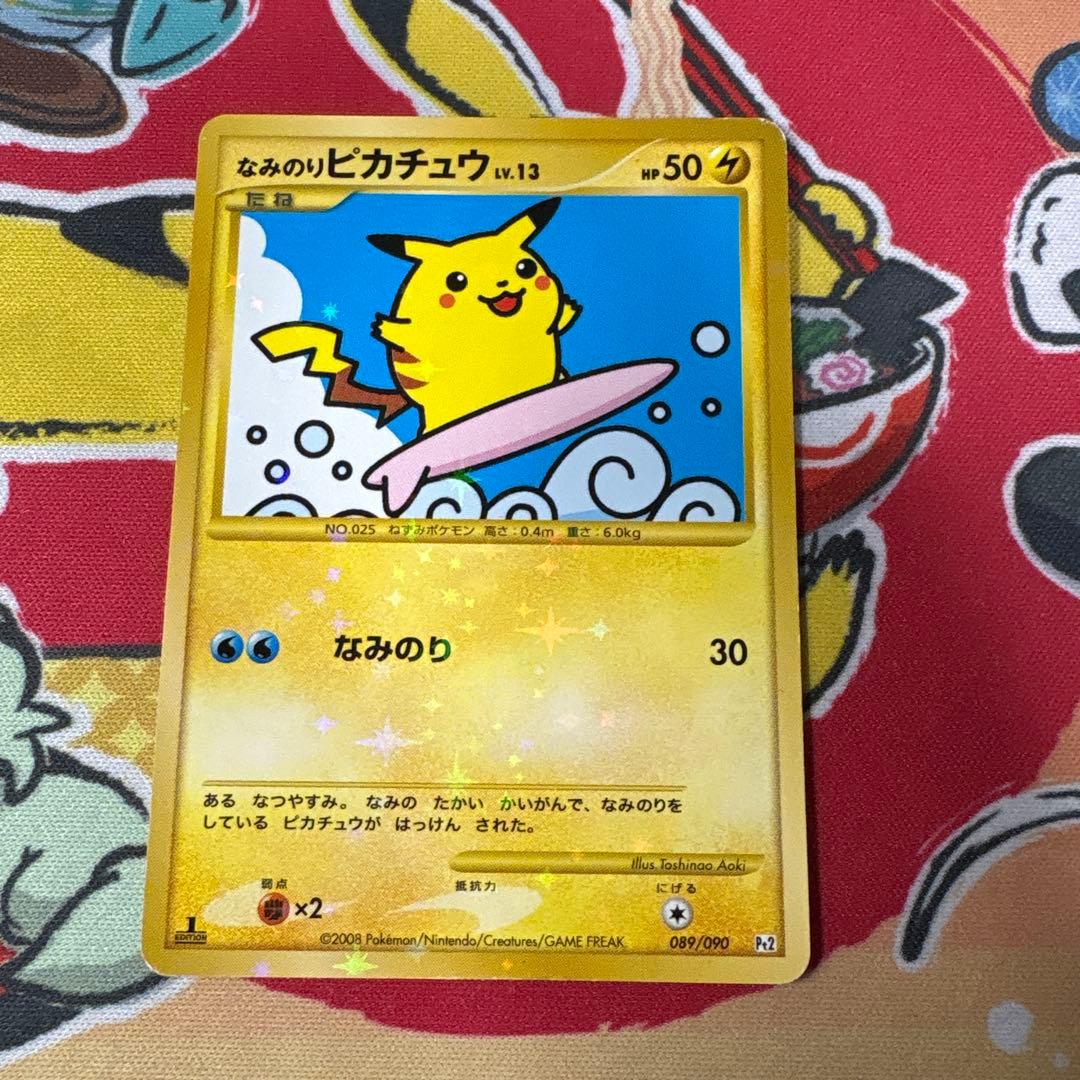 なみのりピカチュウ LV.13 HP 50
たね
NO.025 ねずみポケモン 高さ:0.4m 重さ:6.0kg
なみのり 30
ある なつやすみ。 なみの たかい かいがんで、なみのりを
している ピカチュウが はっけん された。
Illus. Toshinao Aoki
弱点 抵抗力 にげる
×2
1 EDITION
©2008 Pokémon/Nintendo/Creatures/GAME FREAK 089/090 Pt2